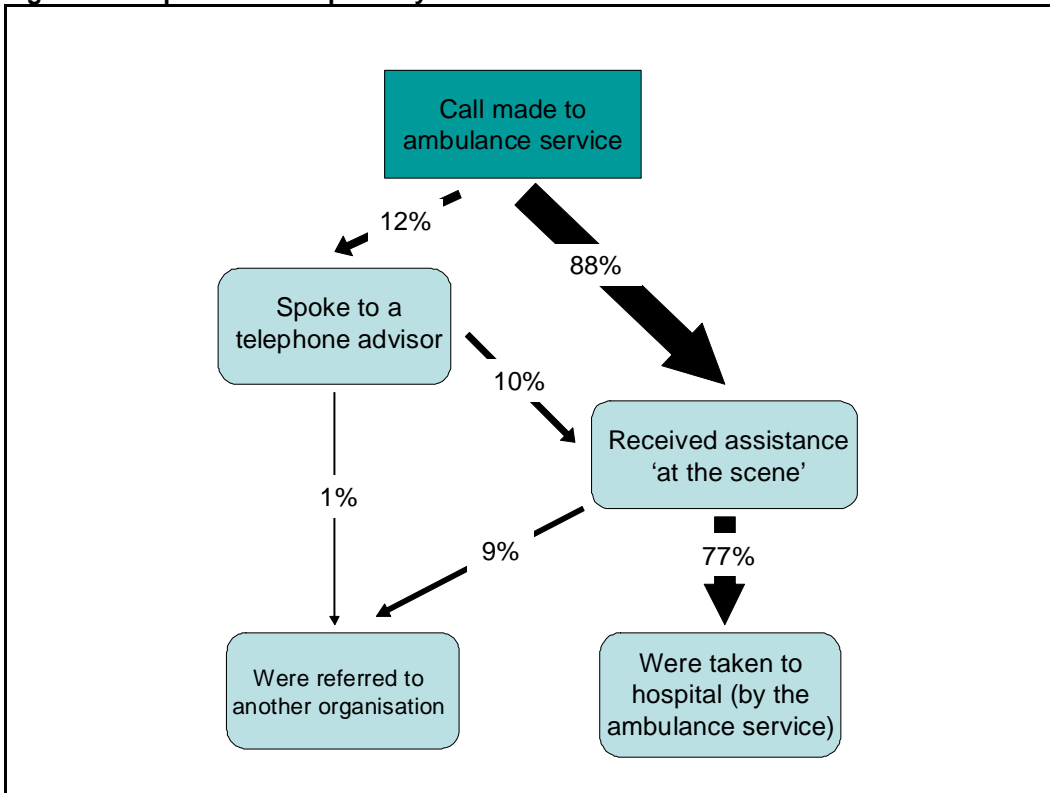 Call made to
ambulance service
12%
88%
Spoke to a
telephone advisor
10%
Received assistance
‘at the scene’
1%
9%
77%
Were referred to
another organisation
Were taken to
hospital (by the
ambulance service)